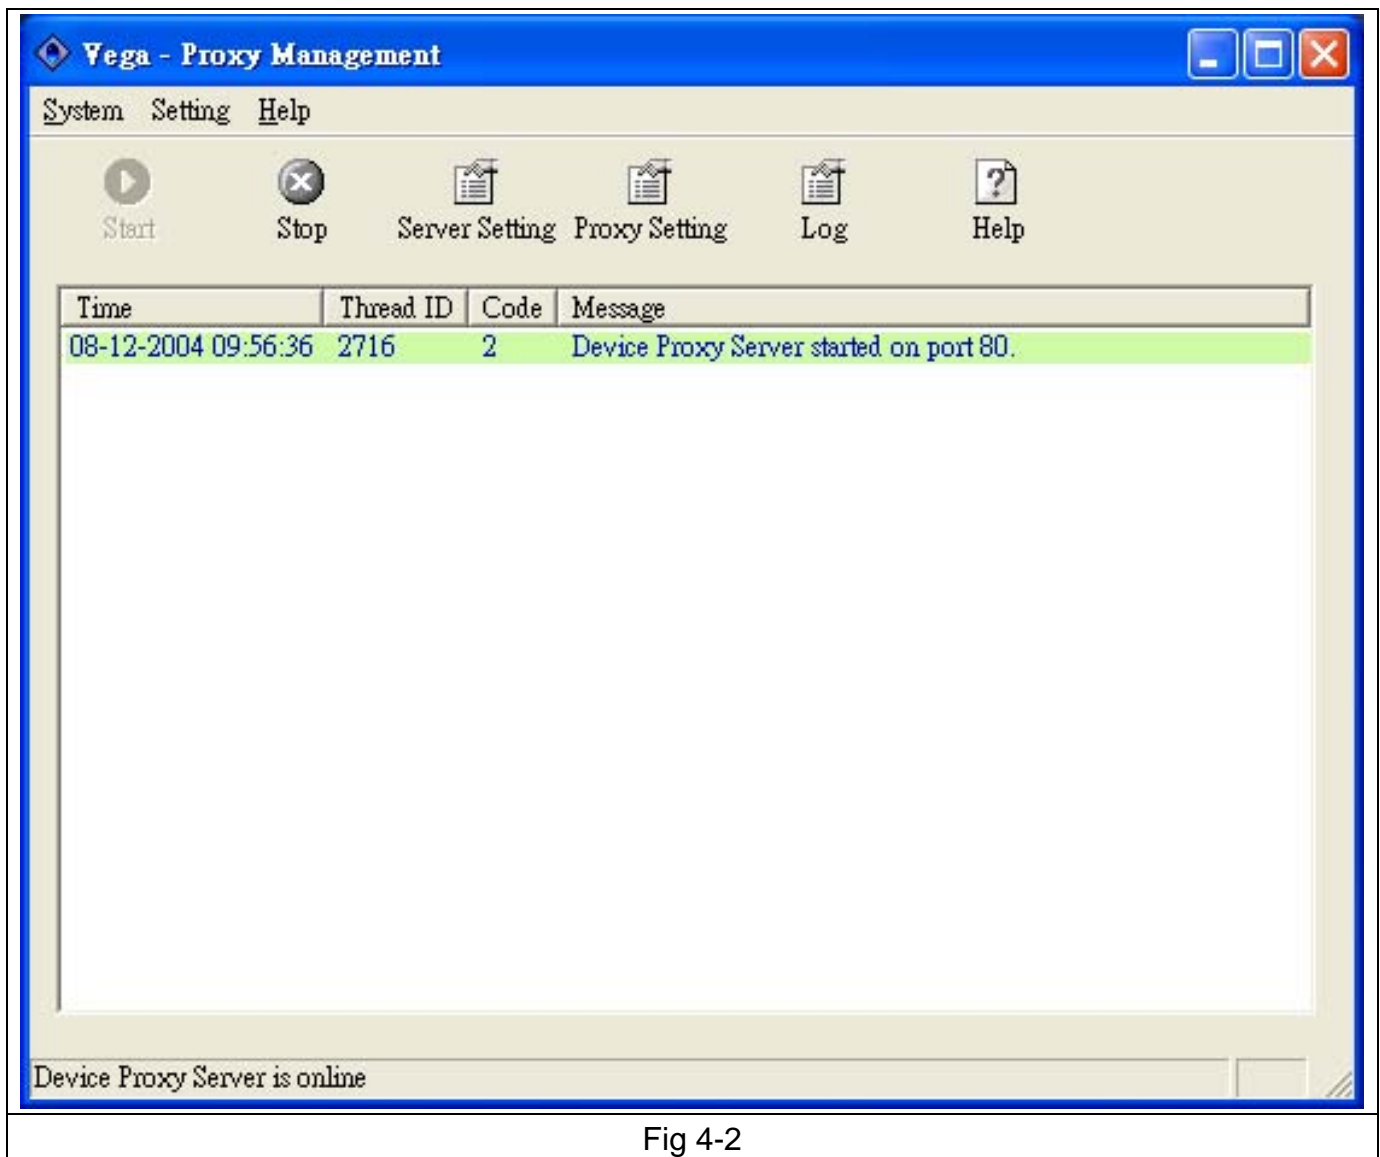 Vega - Proxy Management
System Setting Help
Start Stop Server Setting Proxy Setting Log Help
Time Thread ID Code Message
08-12-2004 09:56:36 2716 2 Device Proxy Server started on port 80.
Device Proxy Server is online
Fig 4-2